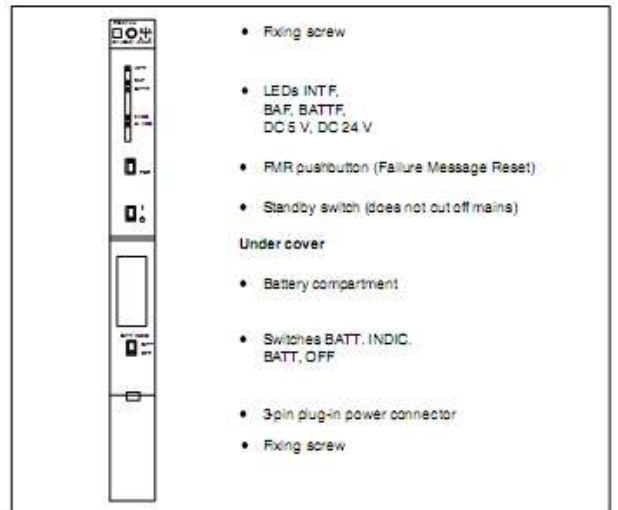 Fixing screw
LEDs INTF,
BAF, BATTF,
DC 5 V, DC 24 V
FMR pushbutton (Failure Message Reset)
Standby switch (does not cut off mains)
Under cover
Battery compartment
Switches BATT. INDIC.
BATT, OFF
3-pin plug-in power connector
Fixing screw